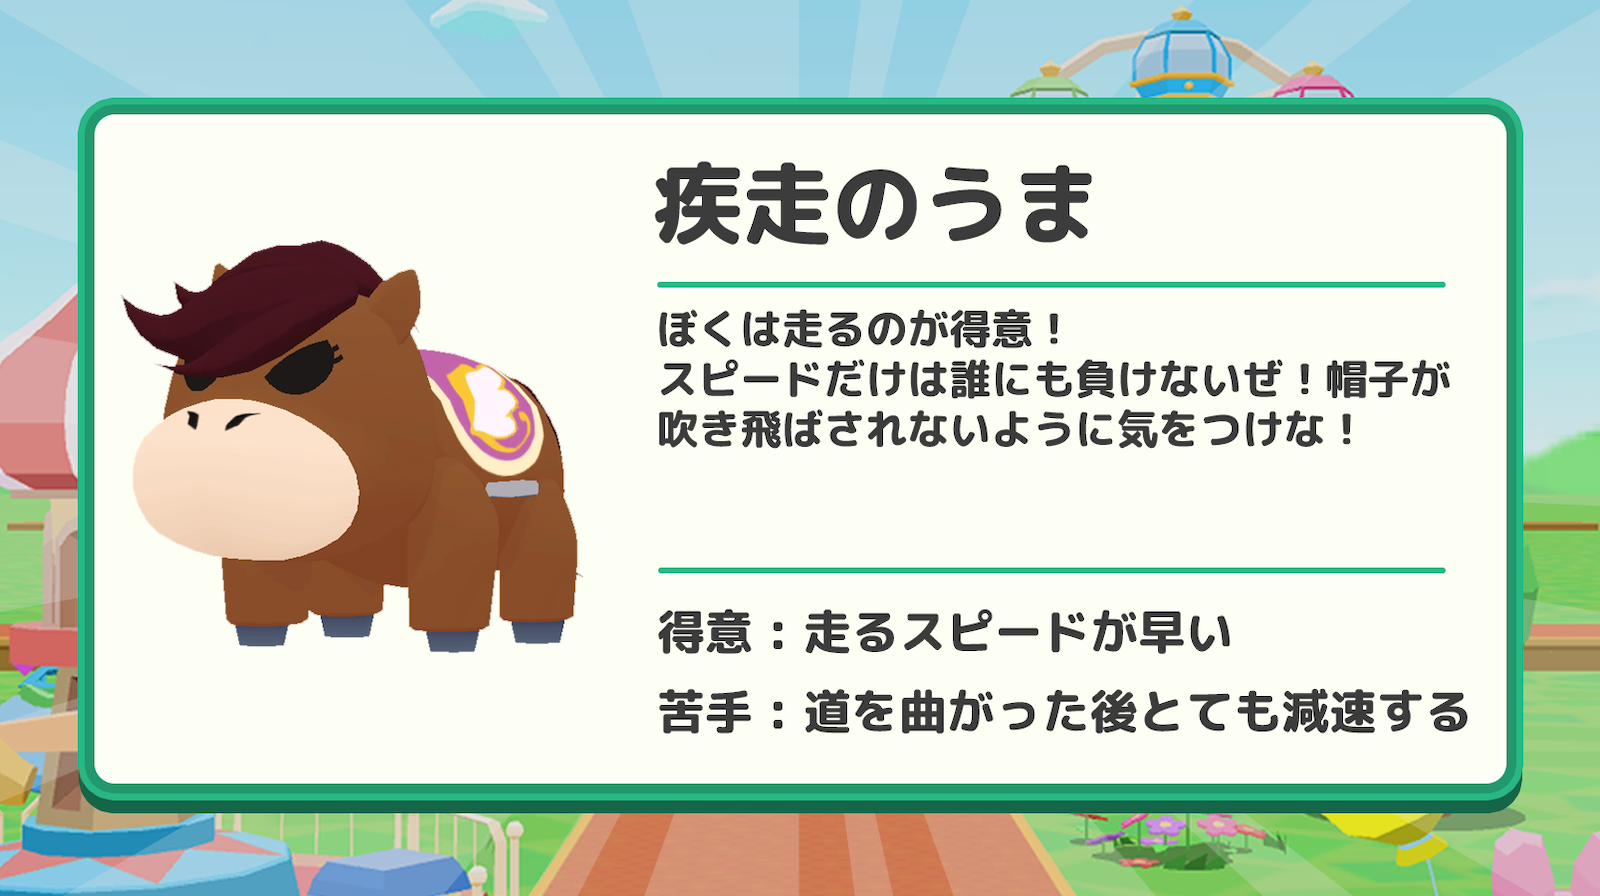 疾走のうま
ぼくは走るのが得意！
スピードだけは誰にも負けないぜ！帽子が
吹き飛ばされないように気をつけな！
得意：走るスピードが早い
苦手：道を曲がった後とても減速する